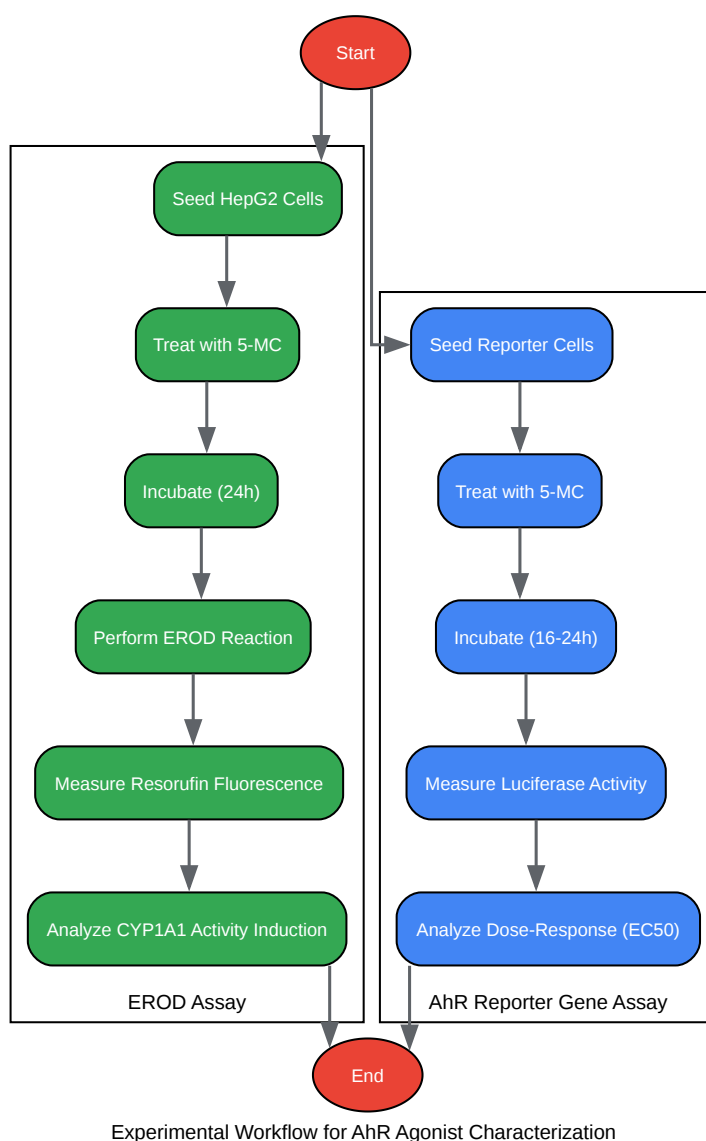 Start
Seed HepG2 Cells
Treat with 5-MC
Incubate (24h)
Perform EROD Reaction
Measure Resorufin Fluorescence
Analyze CYP1A1 Activity Induction
EROD Assay
Seed Reporter Cells
Treat with 5-MC
Incubate (16-24h)
Measure Luciferase Activity
Analyze Dose-Response (EC50)
AhR Reporter Gene Assay
End
Experimental Workflow for AhR Agonist Characterization